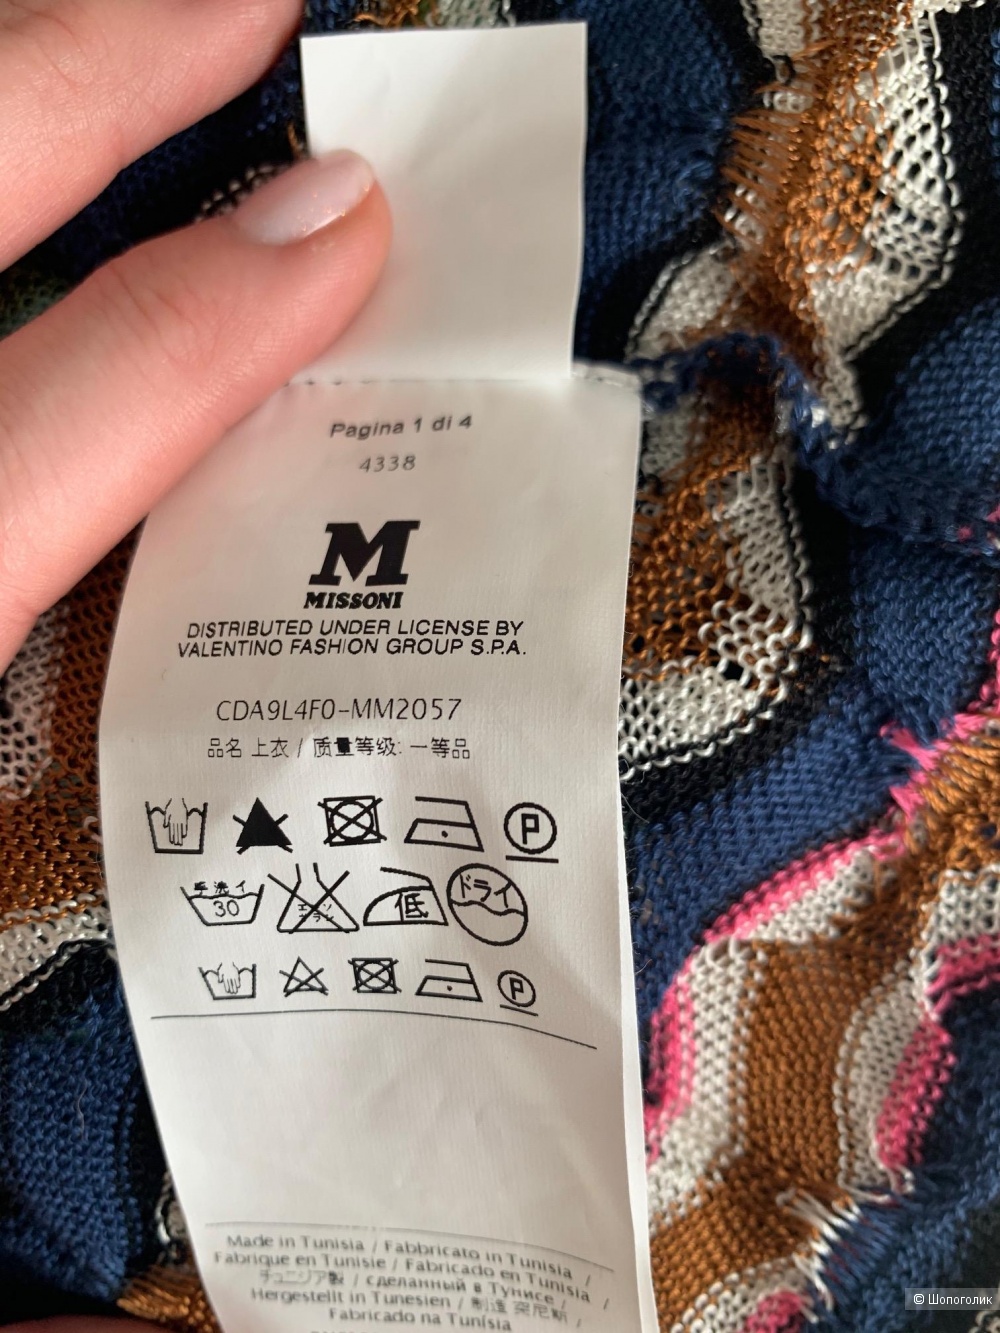 Pagina 1 di 4
4338
M
MISSONI
DISTRIBUTED UNDER LICENSE BY
VALENTINO FASHION GROUP S.P.A.
CDA9L4F0-MM2057
品名 上衣 / 质量等级: 一等品
P
手洗イ
30
低
ドライ
P
Made in Tunisia / Fabbricato in Tunisia
Fabrique en Tunisie / Fabricado en Tunisia /
チュニジア製 / сделанный в Тунисе /
Hergestellt in Tunesien / 制造 突尼斯 /
Fabricado na Tunísia
© Шопоголик